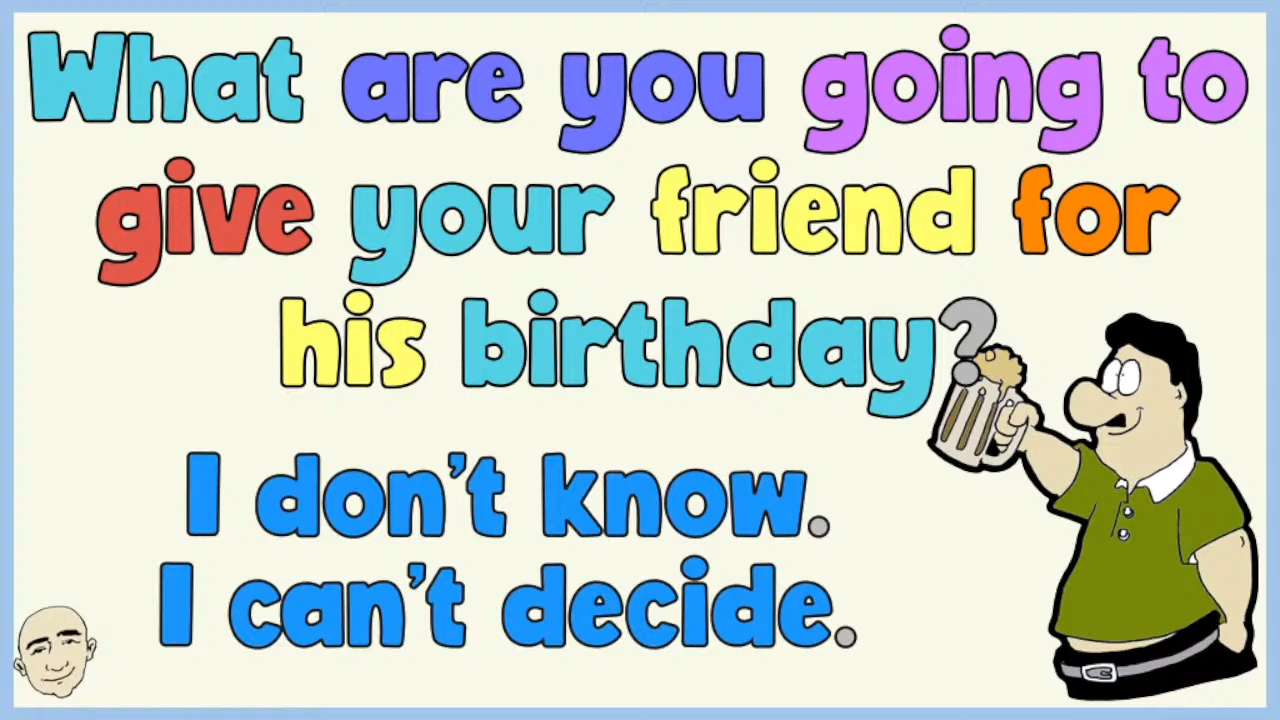 What are you going to
give your friend for
his birthday?
I don't know.
I can't decide.